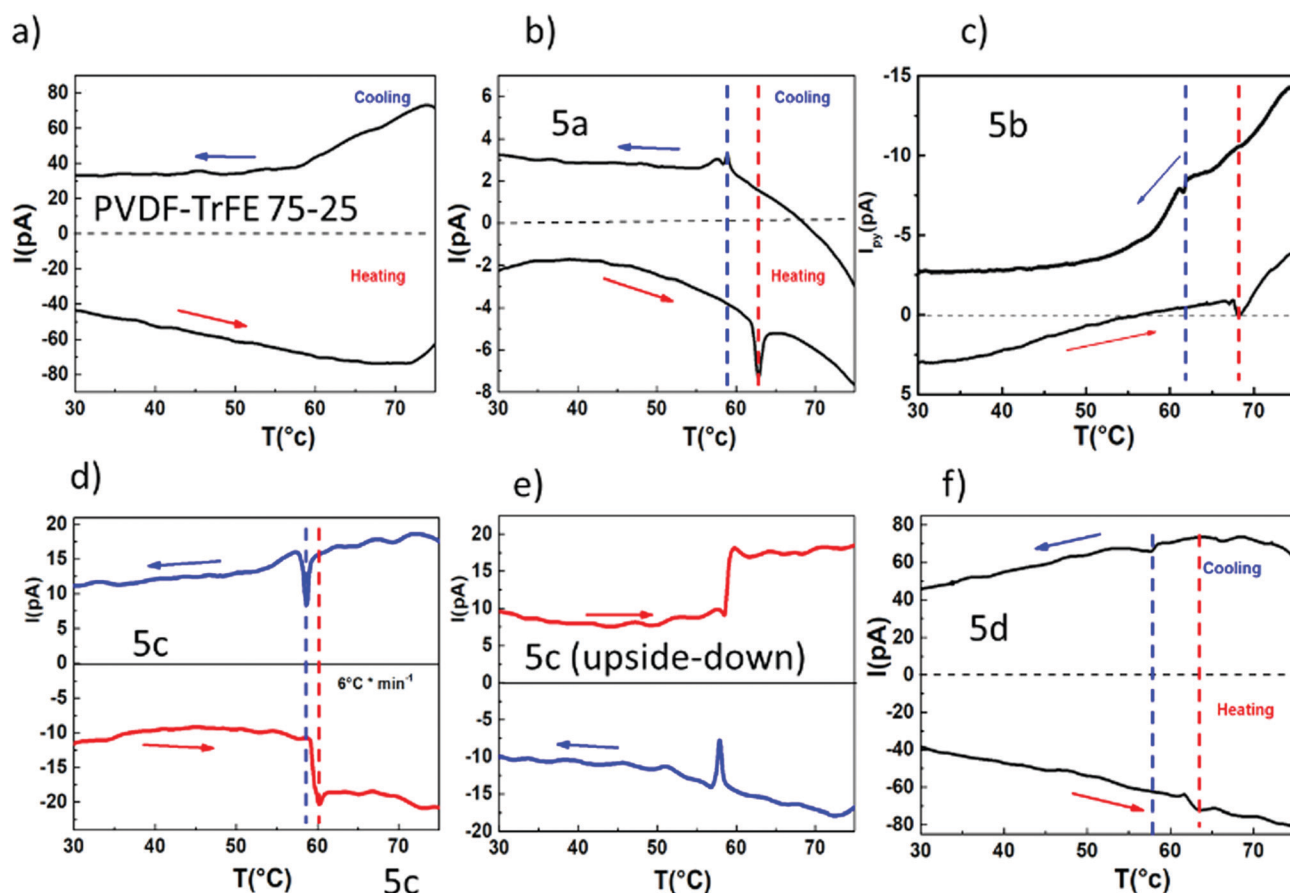 a)
80
60
40
20
0
-20
-40
-60
-80
I(pA)
Cooling
PVDF-TrFE 75-25
Heating
30 40 50 60 70
T(°c)
b)
6
4
2
0
-2
-4
-6
-8
I(pA)
5a
Cooling
Heating
30 40 50 60 70
T(°c)
c)
-15
-10
-5
0
5
Ipy(pA)
5b
30 40 50 60 70
T(°C)
d)
20
15
10
5
0
-5
-10
-15
-20
I(pA)
5c
6°C * min-1
30 40 50 60 70
T(°C)
5c
e)
20
15
10
5
0
-5
-10
-15
-20
I(pA)
5c (upside-down)
30 40 50 60 70
T(°C)
f)
80
60
40
20
0
-20
-40
-60
-80
I(pA)
5d
Cooling
Heating
30 40 50 60 70
T(°c)